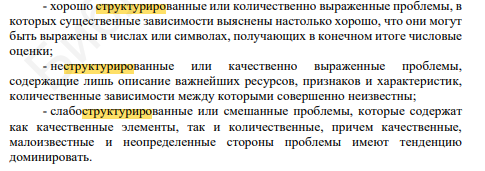 - хорошо структурированные или количественно выраженные проблемы, в
которых существенные зависимости выяснены настолько хорошо, что они могут
быть выражены в числах или символах, получающих в конечном итоге числовые
оценки;
- неструктурированные или качественно выраженные проблемы,
содержащие лишь описание важнейших ресурсов, признаков и характеристик,
количественные зависимости между которыми совершенно неизвестны;
- слабоструктурированные или смешанные проблемы, которые содержат
как качественные элементы, так и количественные, причем качественные,
малоизвестные и неопределенные стороны проблемы имеют тенденцию
доминировать.